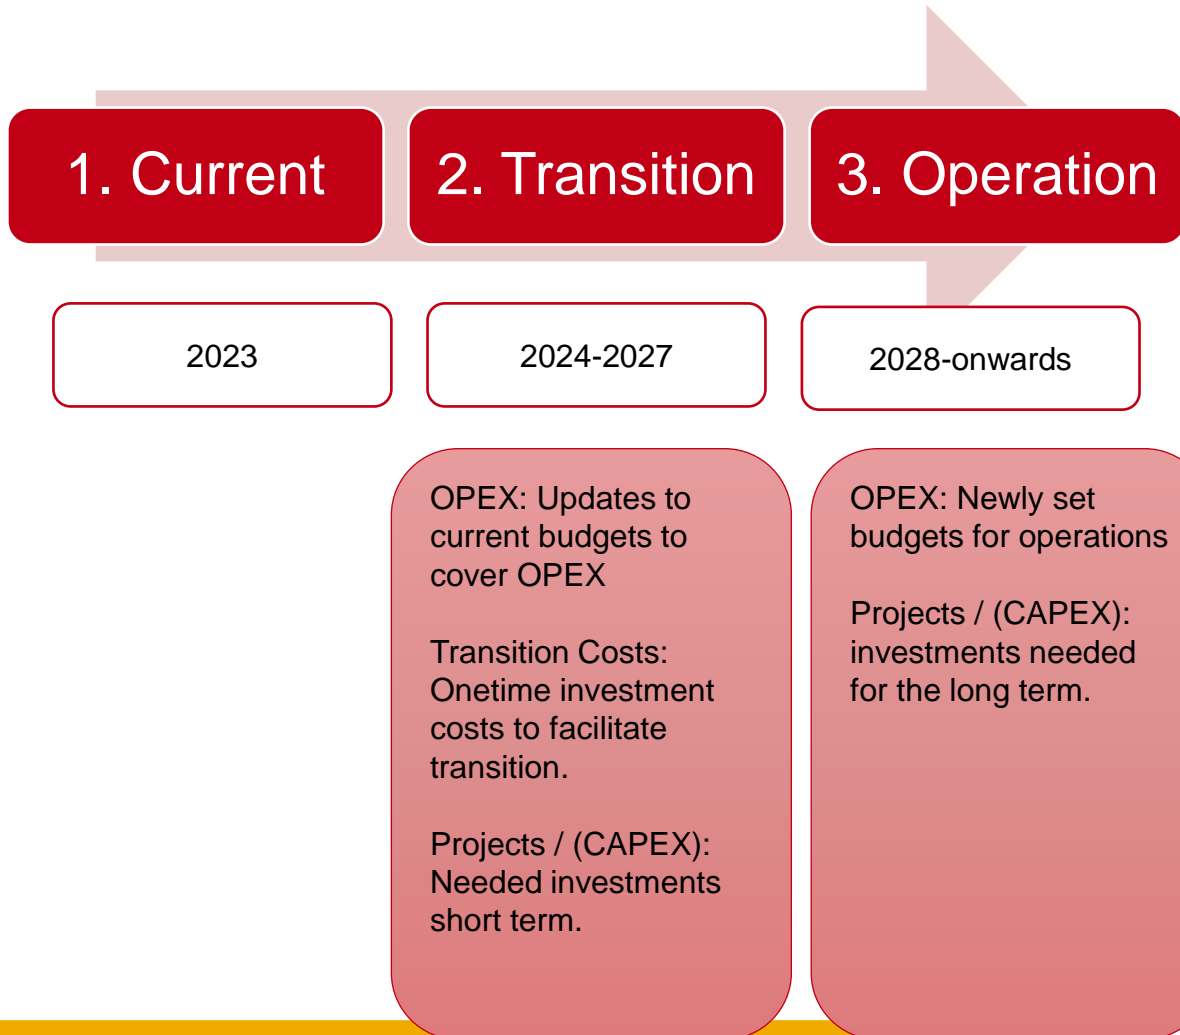 1. Current
2. Transition
3. Operation
2023
2024-2027
2028-onwards
OPEX: Updates to
current budgets to
cover OPEX
Transition Costs:
Onetime investment
costs to facilitate
transition.
Projects / (CAPEX):
Needed investments
short term.
OPEX: Newly set
budgets for operations
Projects / (CAPEX):
investments needed
for the long term.